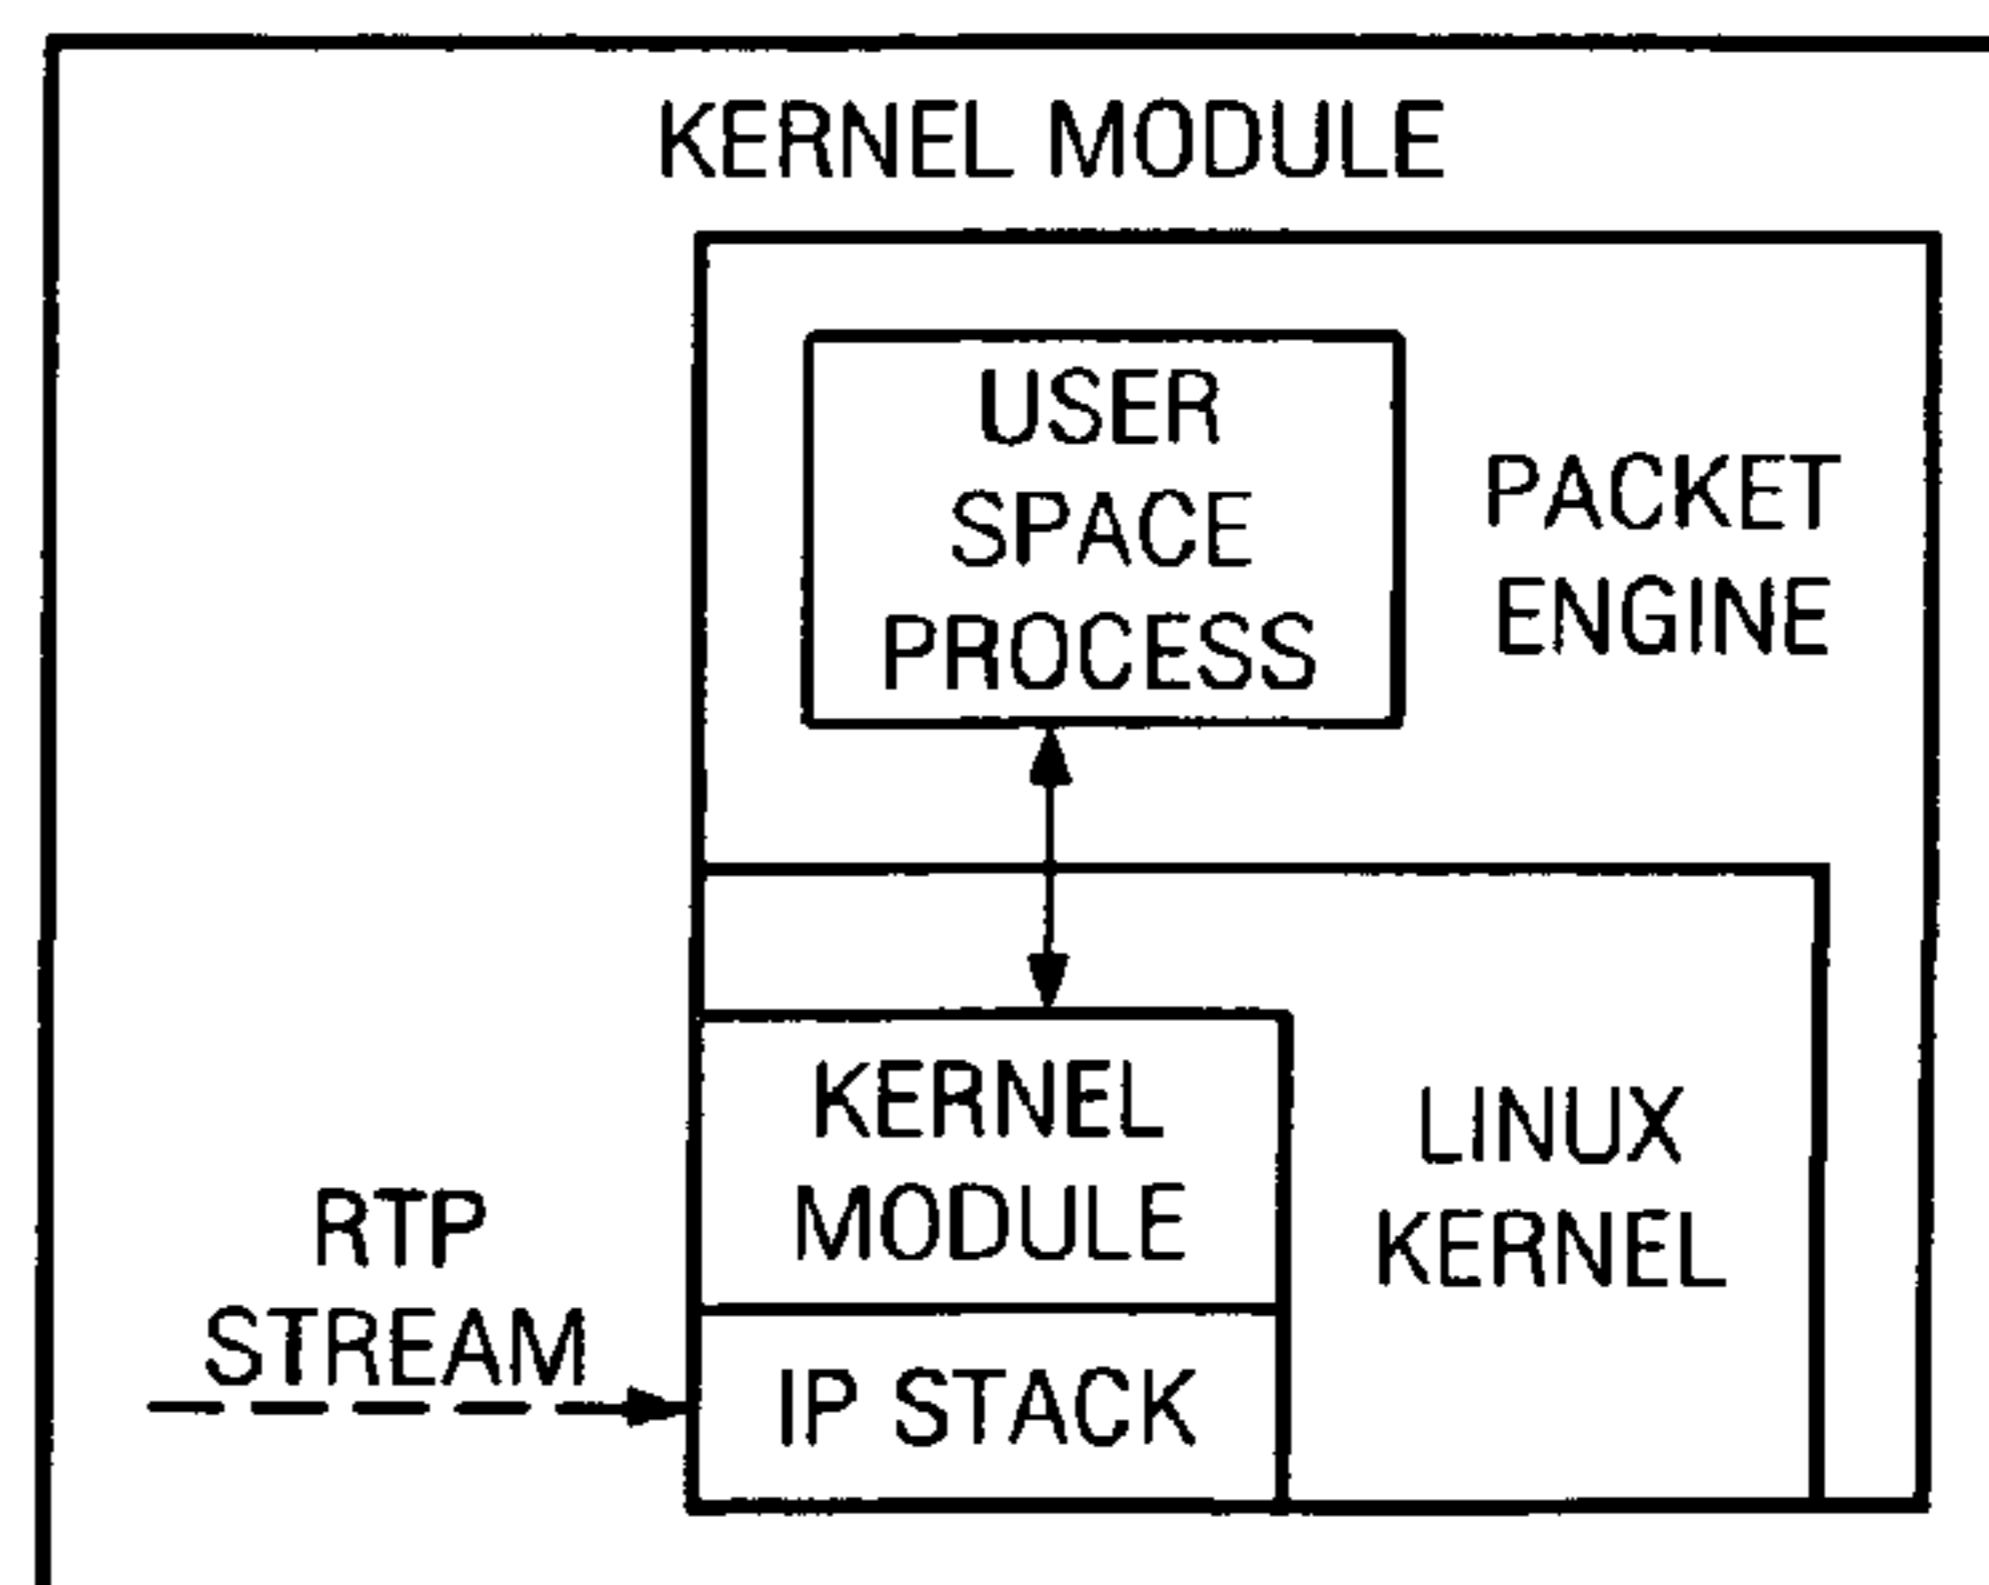 KERNEL MODULE
USER
SPACE
PROCESS
PACKET
ENGINE
KERNEL
MODULE
LINUX
KERNEL
RTP
STREAM
IP STACK